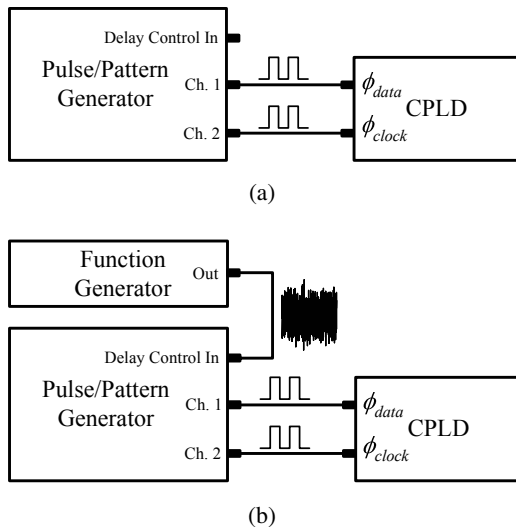 Delay Control In
Pulse/Pattern
Generator
Ch. 1
Ch. 2
ϕdata
CPLD
ϕclock
(a)
Function
Generator
Out
Delay Control In
Pulse/Pattern
Generator
Ch. 1
Ch. 2
ϕdata
CPLD
ϕclock
(b)